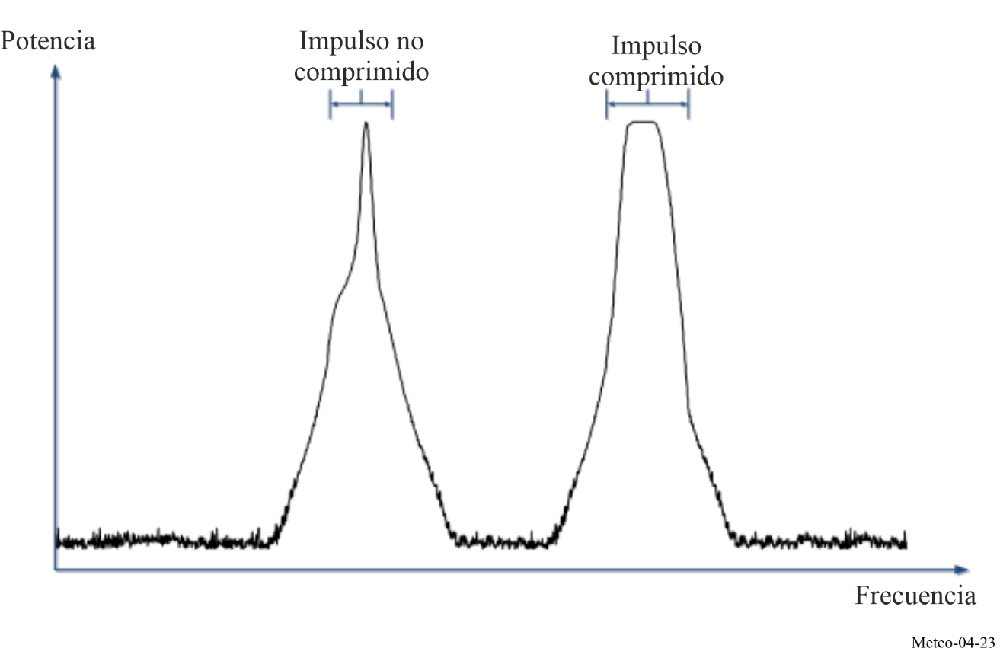 Potencia
Impulso no
comprimido
Impulso
comprimido
Frecuencia
Meteo-04-23